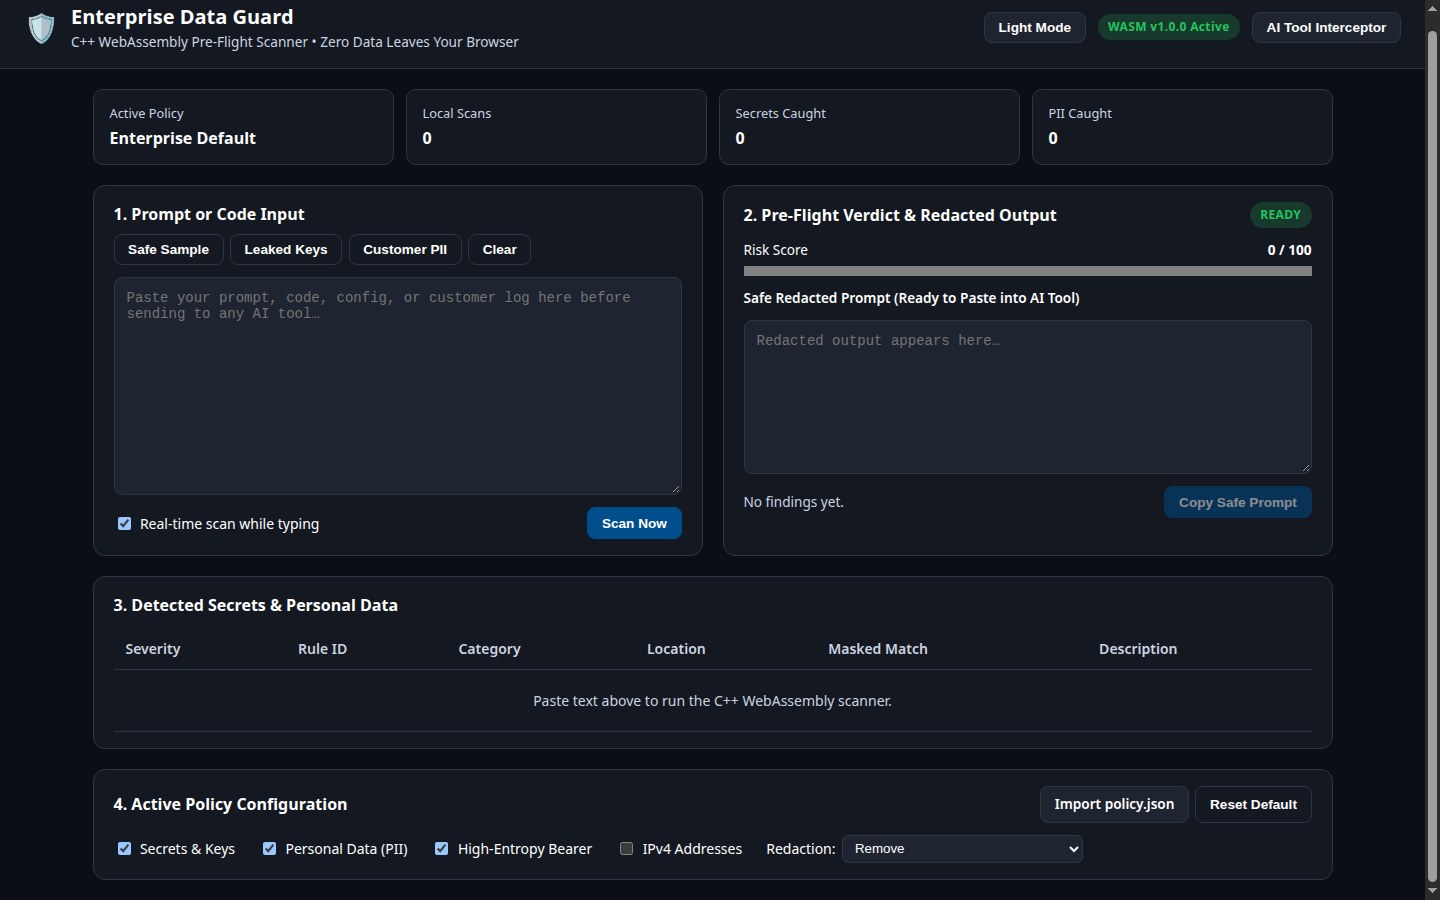 Enterprise Data Guard
C++ WebAssembly Pre-Flight Scanner • Zero Data Leaves Your Browser
Light Mode
WASM v1.0.0 Active
AI Tool Interceptor
Active Policy
Enterprise Default
Local Scans
0
Secrets Caught
0
PII Caught
0
1. Prompt or Code Input
Safe Sample
Leaked Keys
Customer PII
Clear
Paste your prompt, code, config, or customer log here before
sending to any AI tool…
Real-time scan while typing
Scan Now
2. Pre-Flight Verdict & Redacted Output
READY
Risk Score
0 / 100
Safe Redacted Prompt (Ready to Paste into AI Tool)
Redacted output appears here…
No findings yet.
Copy Safe Prompt
3. Detected Secrets & Personal Data
Severity Rule ID Category Location Masked Match Description
Paste text above to run the C++ WebAssembly scanner.
4. Active Policy Configuration
Import policy.json
Reset Default
Secrets & Keys
Personal Data (PII)
High-Entropy Bearer
IPv4 Addresses
Redaction:
Remove